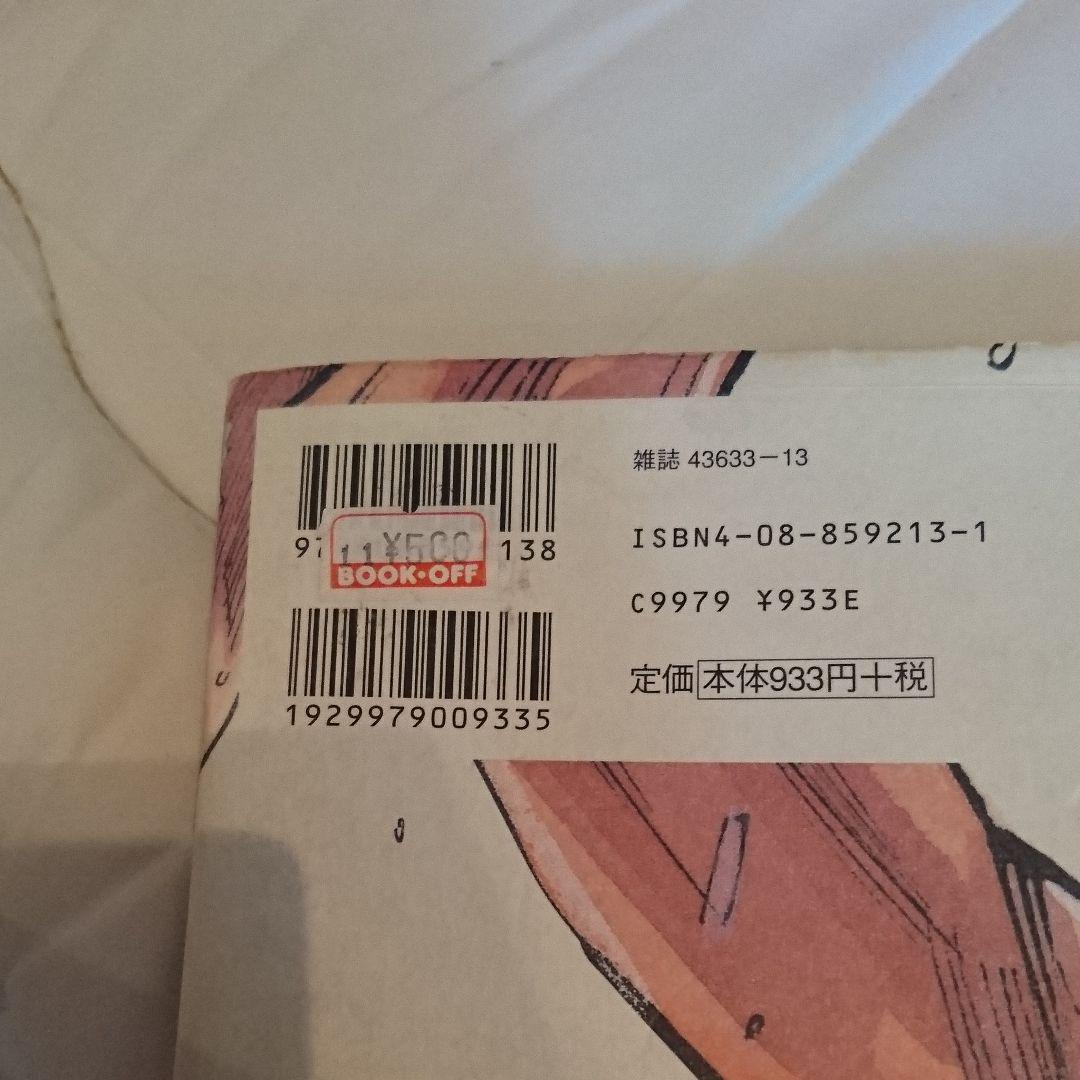 雑誌 43633-13
97
138
11 ¥500
BOOK・OFF
ISBN4-08-859213-1
C9979 ¥933E
定価 本体933円+税
1929979009335